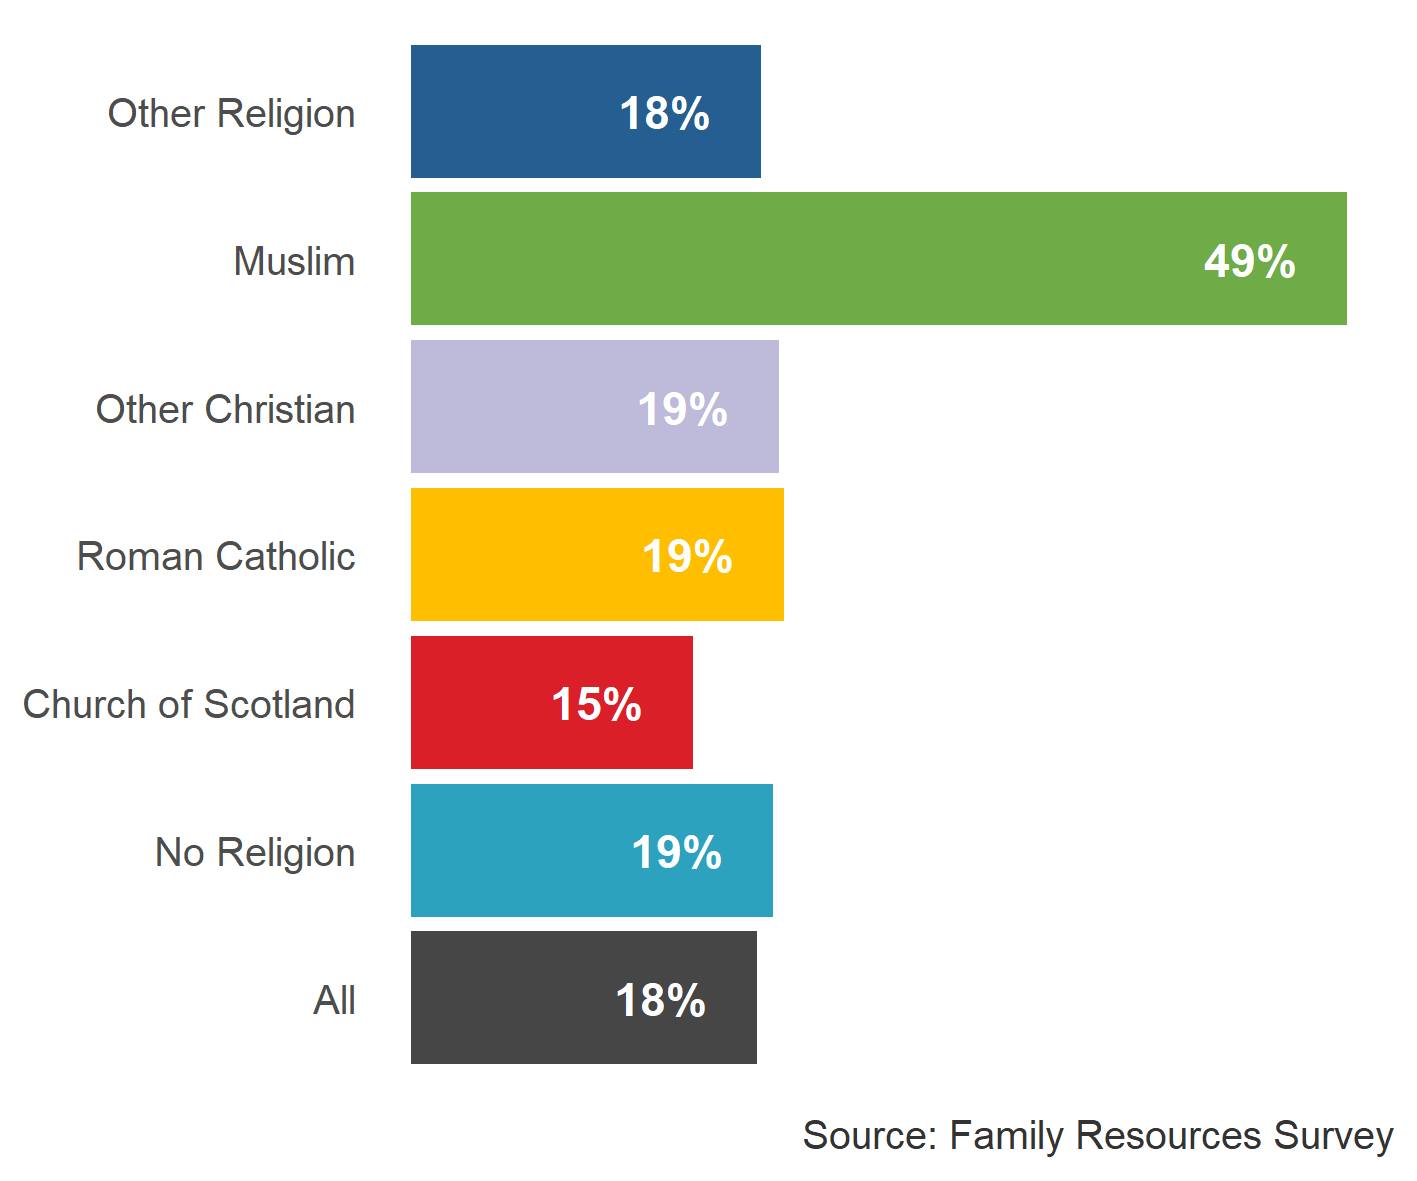 Other Religion 18%
Muslim 49%
Other Christian 19%
Roman Catholic 19%
Church of Scotland 15%
No Religion 19%
All 18%
Source: Family Resources Survey